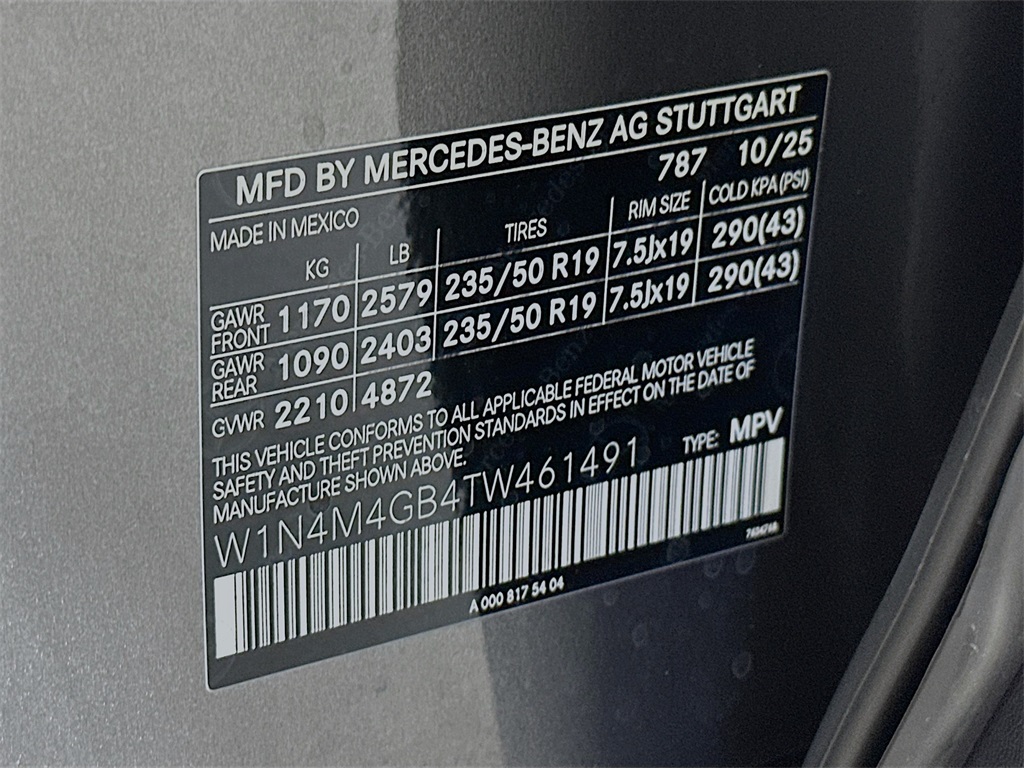 MFD BY MERCEDES-BENZ AG STUTTGART
787 10/25
MADE IN MEXICO
KG LB TIRES RIM SIZE COLD KPA (PSI)
GAWR FRONT 1170 2579 235/50 R19 7.5Jx19 290(43)
GAWR REAR 1090 2403 235/50 R19 7.5Jx19 290(43)
GVWR 2210 4872
THIS VEHICLE CONFORMS TO ALL APPLICABLE FEDERAL MOTOR VEHICLE
SAFETY AND THEFT PREVENTION STANDARDS IN EFFECT ON THE DATE OF
MANUFACTURE SHOWN ABOVE.
W1N4M4GB4TW461491 TYPE: MPV
A 000 817 54 04